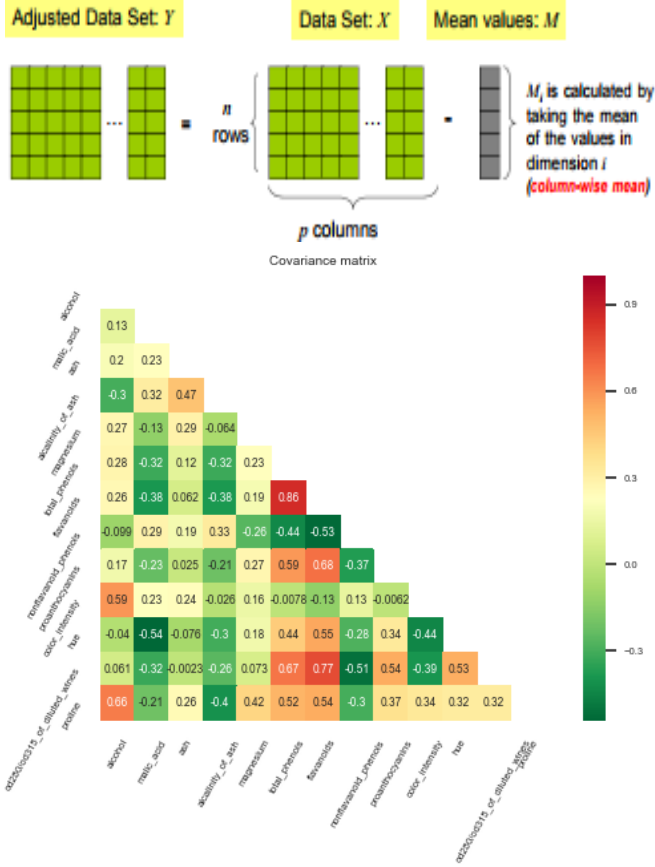 Adjusted Data Set: Y
Data Set: X
Mean values: M
...
=
n
rows
...
-
M_i is calculated by
taking the mean
of the values in
dimension i
(column-wise mean)
p columns
Covariance matrix
alcohol
malic_acid
ash
alcalinity_of_ash
magnesium
total_phenols
flavanoids
nonflavanoid_phenols
proanthocyanins
color_intensity
hue
od280/od315_of_diluted_wines
proline
0.13
0.2 0.23
-0.3 0.32 0.47
0.27 -0.13 0.29 -0.064
0.28 -0.32 0.12 -0.32 0.23
0.26 -0.38 0.062 -0.38 0.19 0.86
-0.099 0.29 0.19 0.33 -0.26 -0.44 -0.53
0.17 -0.23 0.025 -0.21 0.27 0.59 0.68 -0.37
0.59 0.23 0.24 -0.026 0.16 -0.0078 -0.13 0.13 -0.0062
-0.04 -0.54 -0.076 -0.3 0.18 0.44 0.55 -0.28 0.34 -0.44
0.061 -0.32 -0.0023 -0.26 0.073 0.67 0.77 -0.51 0.54 -0.39 0.53
0.66 -0.21 0.26 -0.4 0.42 0.52 0.54 -0.3 0.37 0.34 0.32 0.32
alcohol
malic_acid
ash
alcalinity_of_ash
magnesium
total_phenols
flavanoids
nonflavanoid_phenols
proanthocyanins
color_intensity
hue
od280/od315_of_diluted_wines
proline
0.9
0.6
0.3
0.0
-0.3